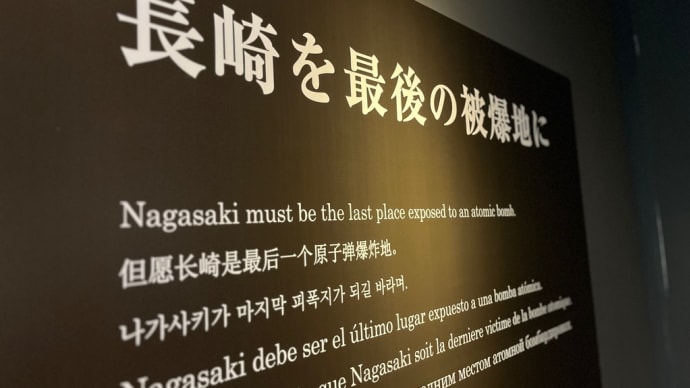 長崎を最後の被爆地に
Nagasaki must be the last place exposed to an atomic bomb.
但愿长崎是最后一个原子弹爆炸地。
나가사키가 마지막 피폭지가 되길 바라며.
Nagasaki debe ser el último lugar expuesto a una bomba atómica.
que Nagasaki soit la derniere victime de la bombe atomique.
местом атомной бомбардировки.